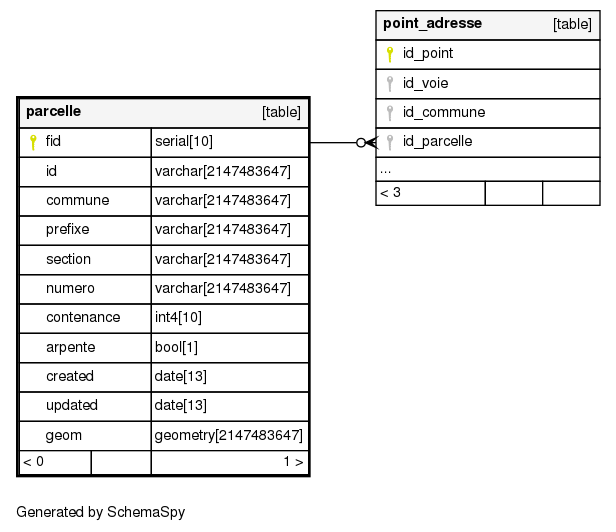 point_adresse [table]
id_point
id_voie
id_commune
id_parcelle
...
< 3
parcelle [table]
fid serial[10]
id varchar[2147483647]
commune varchar[2147483647]
prefixe varchar[2147483647]
section varchar[2147483647]
numero varchar[2147483647]
contenance int4[10]
arpente bool[1]
created date[13]
updated date[13]
geom geometry[2147483647]
< 0 1 >
Generated by SchemaSpy